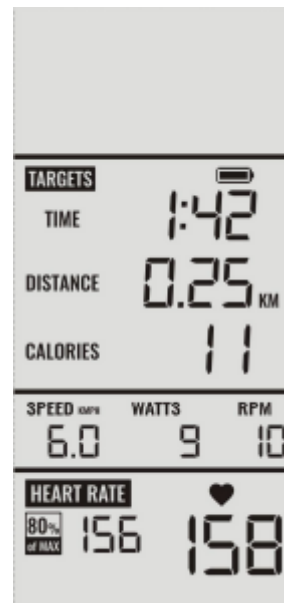 TARGETS
TIME 1:42
DISTANCE 0.25 KM
CALORIES 11
SPEED KMPH WATTS RPM
6.0 9 10
HEART RATE
80% of MAX 156 158